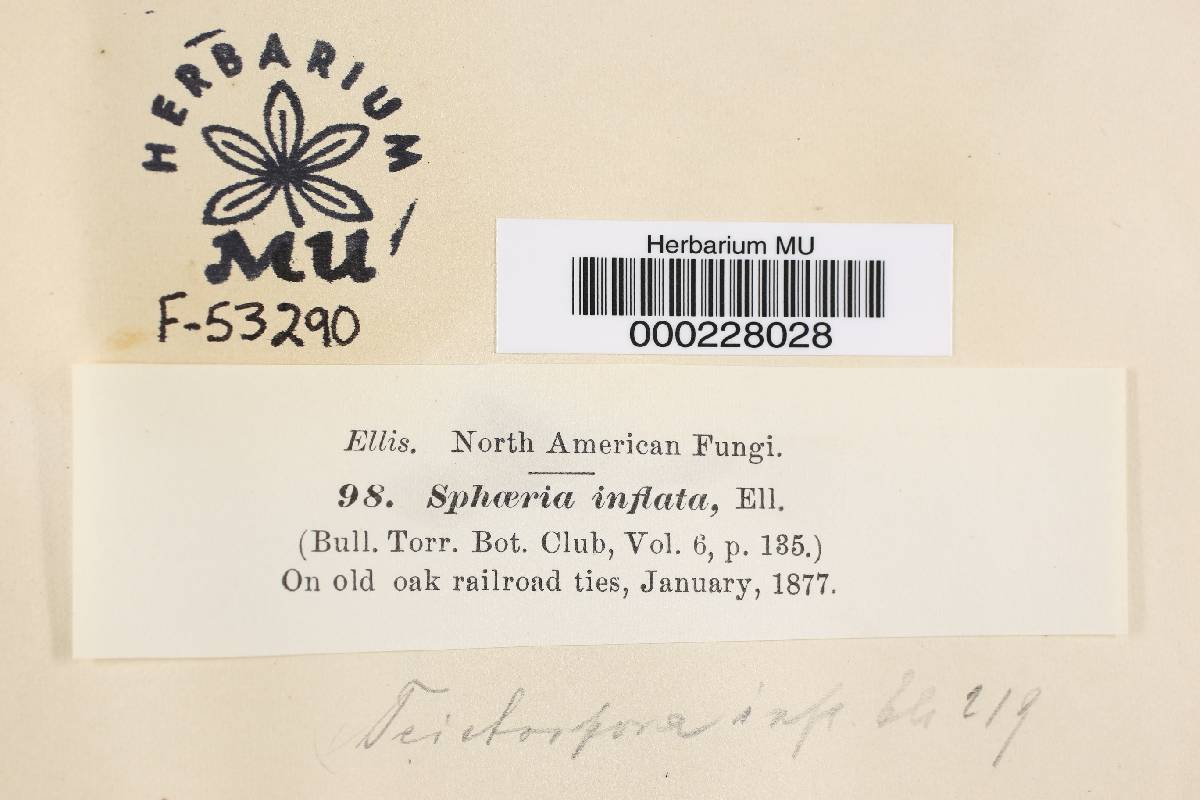 HERBARIUM
MU
F-53290
Herbarium MU
000228028
Ellis. North American Fungi.
98. Sphæria inflata, Ell.
(Bull. Torr. Bot. Club, Vol. 6, p. 135.)
On old oak railroad ties, January, 1877.
219